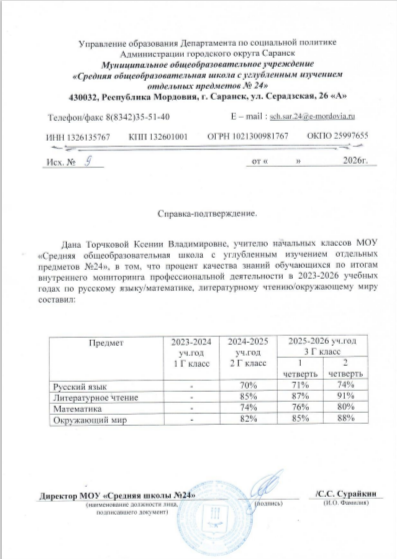 Управление образования Департамента по социальной политике
Администрации городского округа Саранск
Муниципальное общеобразовательное учреждение
«Средняя общеобразовательная школа с углубленным изучением
отдельных предметов № 24»
430032, Республика Мордовия, г. Саранск, ул. Серадзская, 26 «А»
Телефон/факс 8(8342)35-51-40 E – mail : sch.sar.24@e-mordovia.ru
ИНН 1326135767 КПП 132601001 ОГРН 1021300981767 ОКПО 25997655
Исх. № 9 от « » 2026г.
Справка-подтверждение.
Дана Торчковой Ксении Владимировне, учителю начальных классов МОУ
«Средняя общеобразовательная школа с углубленным изучением отдельных
предметов №24», в том, что процент качества знаний обучающихся по итогам
внутреннего мониторинга профессиональной деятельности в 2023-2026 учебных
годах по русскому языку/математике, литературному чтению/окружающему миру
составил:
Предмет 2023-2024 уч.год 1 Г класс 2024-2025 уч.год 2 Г класс 2025-2026 уч.год 3 Г класс
1 четверть 2 четверть
Русский язык - 70% 71% 74%
Литературное чтение - 85% 87% 91%
Математика - 74% 76% 80%
Окружающий мир - 82% 85% 88%
Директор МОУ «Средняя школы №24» /С.С. Сурайкин
(наименование должности лица, (подпись) (И.О. Фамилия)
подписавшего документ)